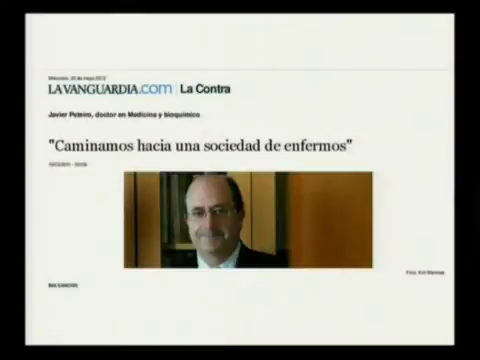 LAVANGUARDIA.com | La Contra
Javier Peteiro, doctor en Medicina y bioquímico
"Caminamos hacia una sociedad de enfermos"